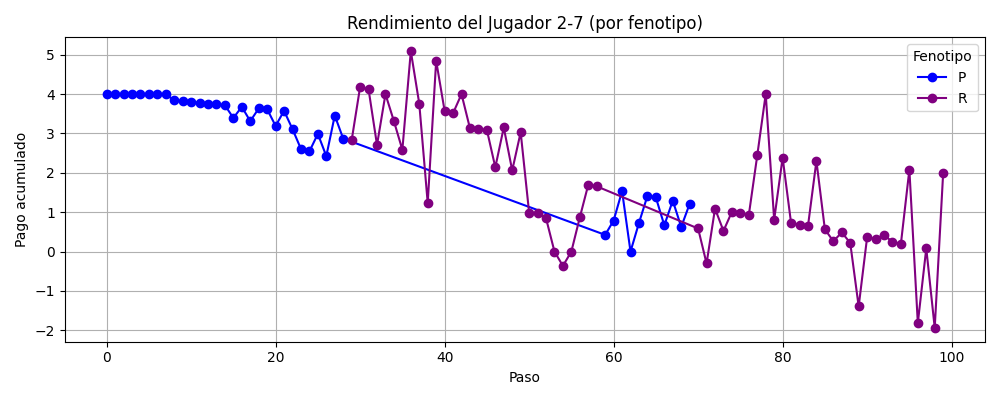 Rendimiento del Jugador 2-7 (por fenotipo)
Fenotipo
P
R
Pago acumulado
5
4
3
2
1
0
−1
−2
0 20 40 60 80 100
Paso